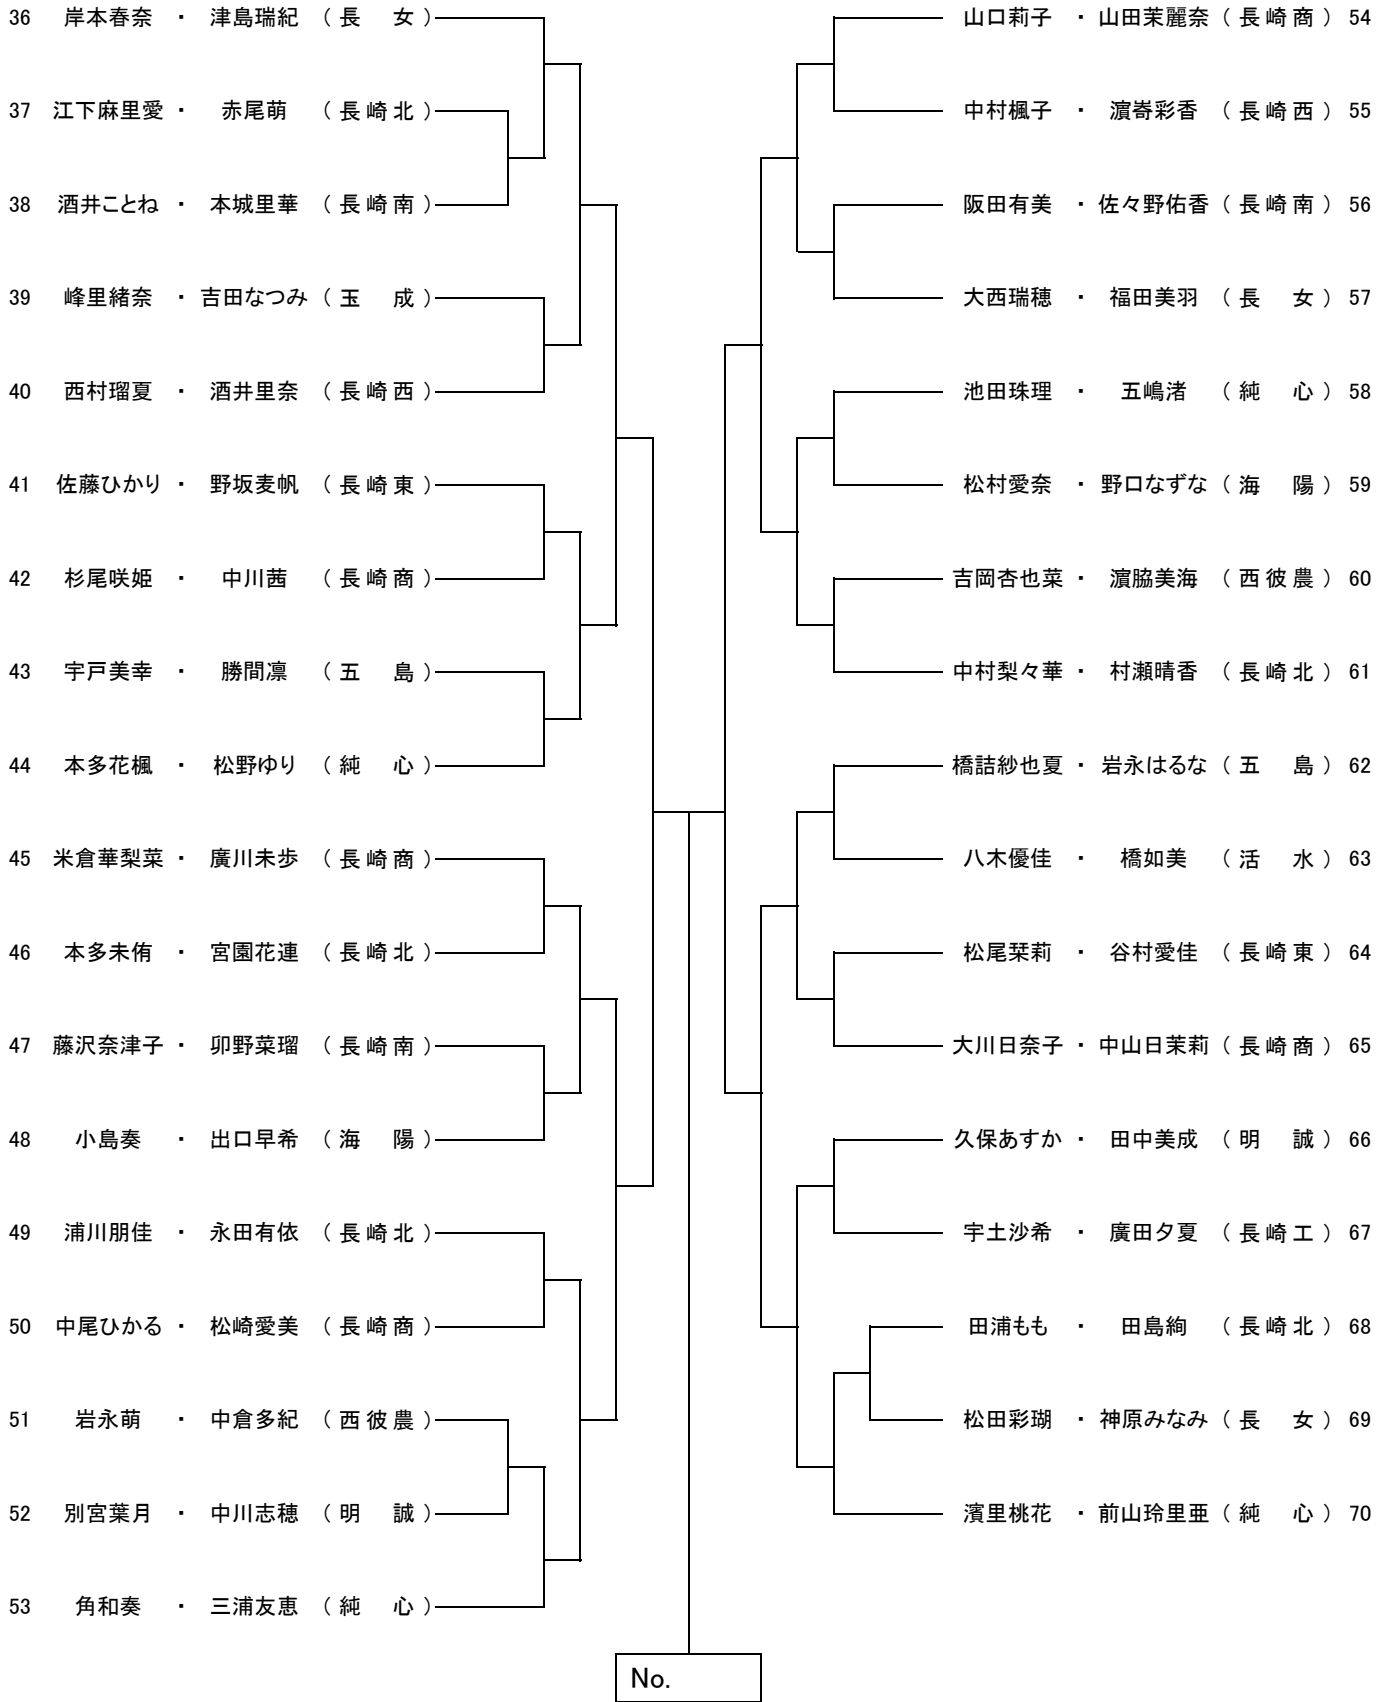 36 岸本春奈 ・ 津島瑞紀 （ 長 女 ） 山口莉子 ・ 山田茉麗奈 （ 長 崎 商 ） 54
37 江下麻里愛 ・ 赤尾萌 （ 長 崎 北 ） 中村楓子 ・ 濵嵜彩香 （ 長 崎 西 ） 55
38 酒井ことね ・ 本城里華 （ 長 崎 南 ） 阪田有美 ・ 佐々野佑香 （ 長 崎 南 ） 56
39 峰里緒奈 ・ 吉田なつみ （ 玉 成 ） 大西瑞穂 ・ 福田美羽 （ 長 女 ） 57
40 西村瑠夏 ・ 酒井里奈 （ 長 崎 西 ） 池田珠理 ・ 五嶋渚 （ 純 心 ） 58
41 佐藤ひかり ・ 野坂麦帆 （ 長 崎 東 ） 松村愛奈 ・ 野口なずな （ 海 陽 ） 59
42 杉尾咲姫 ・ 中川茜 （ 長 崎 商 ） 吉岡杏也菜 ・ 濵脇美海 （ 西 彼 農 ） 60
43 宇戸美幸 ・ 勝間凛 （ 五 島 ） 中村梨々華 ・ 村瀬晴香 （ 長 崎 北 ） 61
44 本多花楓 ・ 松野ゆり （ 純 心 ） 橋詰紗也夏 ・ 岩永はるな （ 五 島 ） 62
45 米倉華梨菜 ・ 廣川未歩 （ 長 崎 商 ） 八木優佳 ・ 橋如美 （ 活 水 ） 63
46 本多未侑 ・ 宮園花連 （ 長 崎 北 ） 松尾栞莉 ・ 谷村愛佳 （ 長 崎 東 ） 64
47 藤沢奈津子 ・ 卯野菜瑠 （ 長 崎 南 ） 大川日奈子 ・ 中山日茉莉 （ 長 崎 商 ） 65
48 小島奏 ・ 出口早希 （ 海 陽 ） 久保あすか ・ 田中美成 （ 明 誠 ） 66
49 浦川朋佳 ・ 永田有依 （ 長 崎 北 ） 宇土沙希 ・ 廣田夕夏 （ 長 崎 工 ） 67
50 中尾ひかる ・ 松崎愛美 （ 長 崎 商 ） 田浦もも ・ 田島絢 （ 長 崎 北 ） 68
51 岩永萌 ・ 中倉多紀 （ 西 彼 農 ） 松田彩瑚 ・ 神原みなみ （ 長 女 ） 69
52 別宮葉月 ・ 中川志穂 （ 明 誠 ） 濱里桃花 ・ 前山玲里亜 （ 純 心 ） 70
53 角和奏 ・ 三浦友恵 （ 純 心 ）
No.